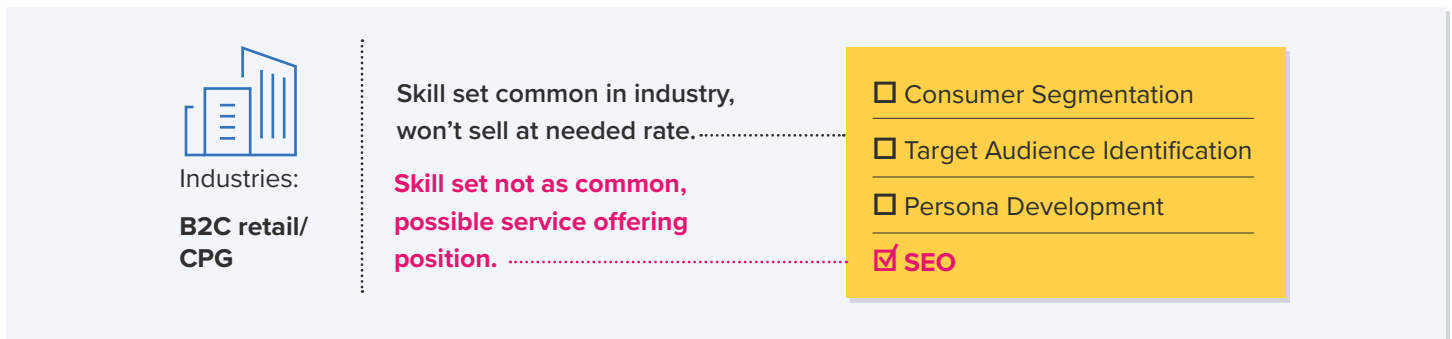 Industries:
B2C retail/
CPG
Skill set common in industry,
won’t sell at needed rate.
Skill set not as common,
possible service offering
position.
Consumer Segmentation
Target Audience Identification
Persona Development
SEO